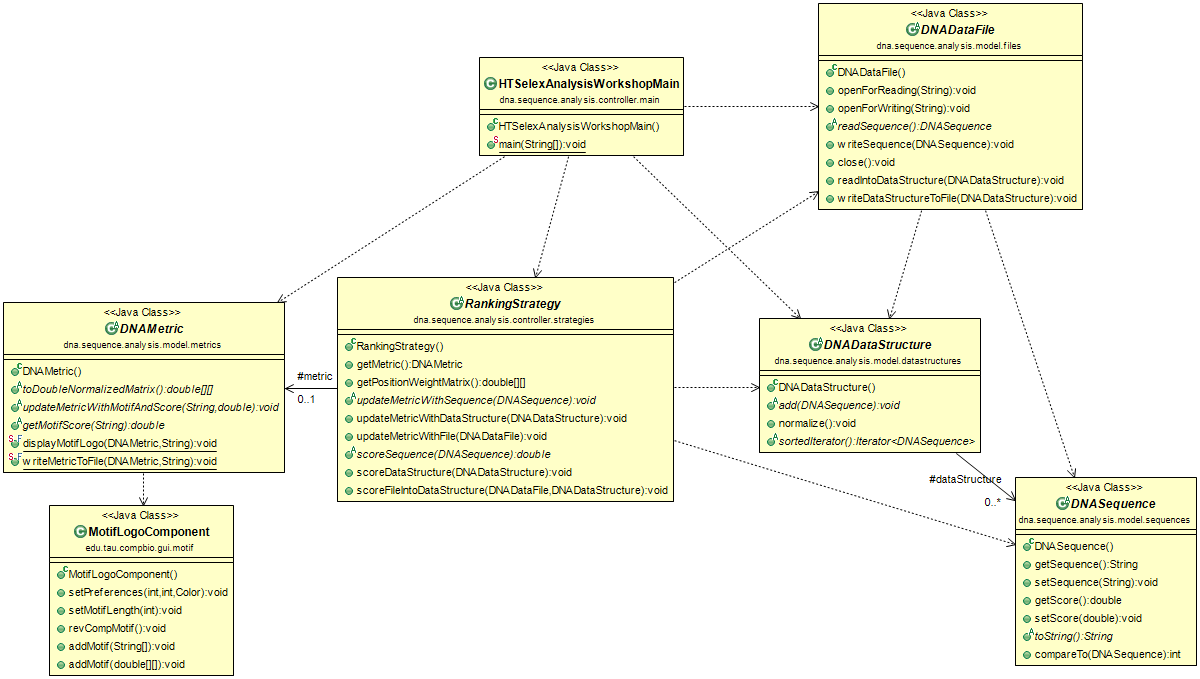 <<Java Class>>
DNADataFile
dna.sequence.analysis.model.files
DNADataFile()
openForReading(String):void
openForWriting(String):void
readSequence():DNASequence
writeSequence(DNASequence):void
close():void
readIntoDataStructure(DNADataStructure):void
writeDataStructureToFile(DNADataStructure):void
<<Java Class>>
HTSelexAnalysisWorkshopMain
dna.sequence.analysis.controller.main
HTSelexAnalysisWorkshopMain()
main(String[]):void
<<Java Class>>
DNAMetric
dna.sequence.analysis.model.metrics
DNAMetric()
toDoubleNormalizedMatrix():double[][]
updateMetricWithMotifAndScore(String,double):void
getMotifScore(String):double
displayMotifLogo(DNAMetric,String):void
writeMetricToFile(DNAMetric,String):void
#metric
0..1
<<Java Class>>
RankingStrategy
dna.sequence.analysis.controller.strategies
RankingStrategy()
getMetric():DNAMetric
getPositionWeightMatrix():double[][]
updateMetricWithSequence(DNASequence):void
updateMetricWithDataStructure(DNADataStructure):void
updateMetricWithFile(DNADataFile):void
scoreSequence(DNASequence):double
scoreDataStructure(DNADataStructure):void
scoreFileIntoDataStructure(DNADataFile,DNADataStructure):void
<<Java Class>>
DNADataStructure
dna.sequence.analysis.model.datastructures
DNADataStructure()
add(DNASequence):void
normalize():void
sortedIterator():Iterator<DNASequence>
#dataStructure
0..*
<<Java Class>>
MotifLogoComponent
edu.tau.compbio.gui.motif
MotifLogoComponent()
setPreferences(int,int,Color):void
setMotifLength(int):void
revCompMotif():void
addMotif(String[]):void
addMotif(double[][]):void
<<Java Class>>
DNASequence
dna.sequence.analysis.model.sequences
DNASequence()
getSequence():String
setSequence(String):void
getScore():double
setScore(double):void
toString():String
compareTo(DNASequence):int